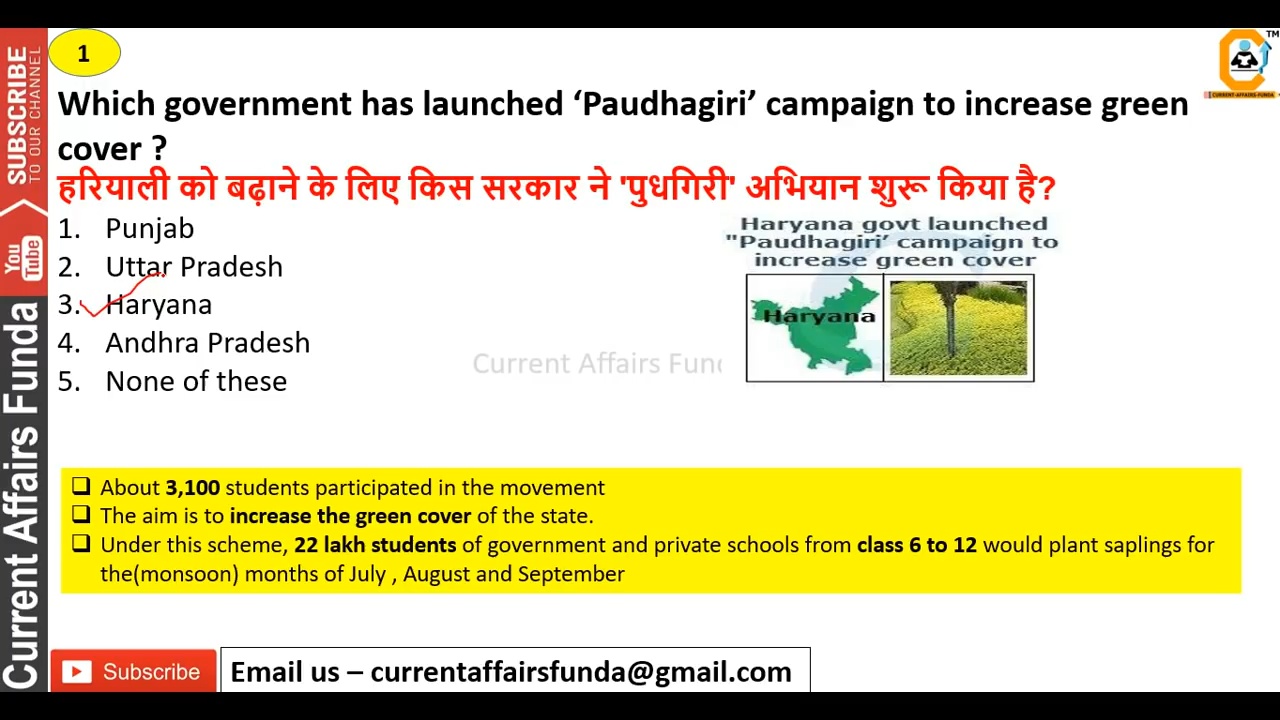 SUBSCRIBE
TO OUR CHANNEL
You
Tube
Current Affairs Funda
1
TM
CURRENT-AFFAIRS-FUNDA
Which government has launched ‘Paudhagiri’ campaign to increase green
cover ?
हरियाली को बढ़ाने के लिए किस सरकार ने 'पुधगिरी' अभियान शुरू किया है?
1. Punjab
2. Uttar Pradesh
3. Haryana
4. Andhra Pradesh
5. None of these
Haryana govt launched
"Paudhagiri’ campaign to
increase green cover
Haryana
Current Affairs Fund
❑ About 3,100 students participated in the movement
❑ The aim is to increase the green cover of the state.
❑ Under this scheme, 22 lakh students of government and private schools from class 6 to 12 would plant saplings for
the(monsoon) months of July , August and September
Subscribe
Email us – currentaffairsfunda@gmail.com